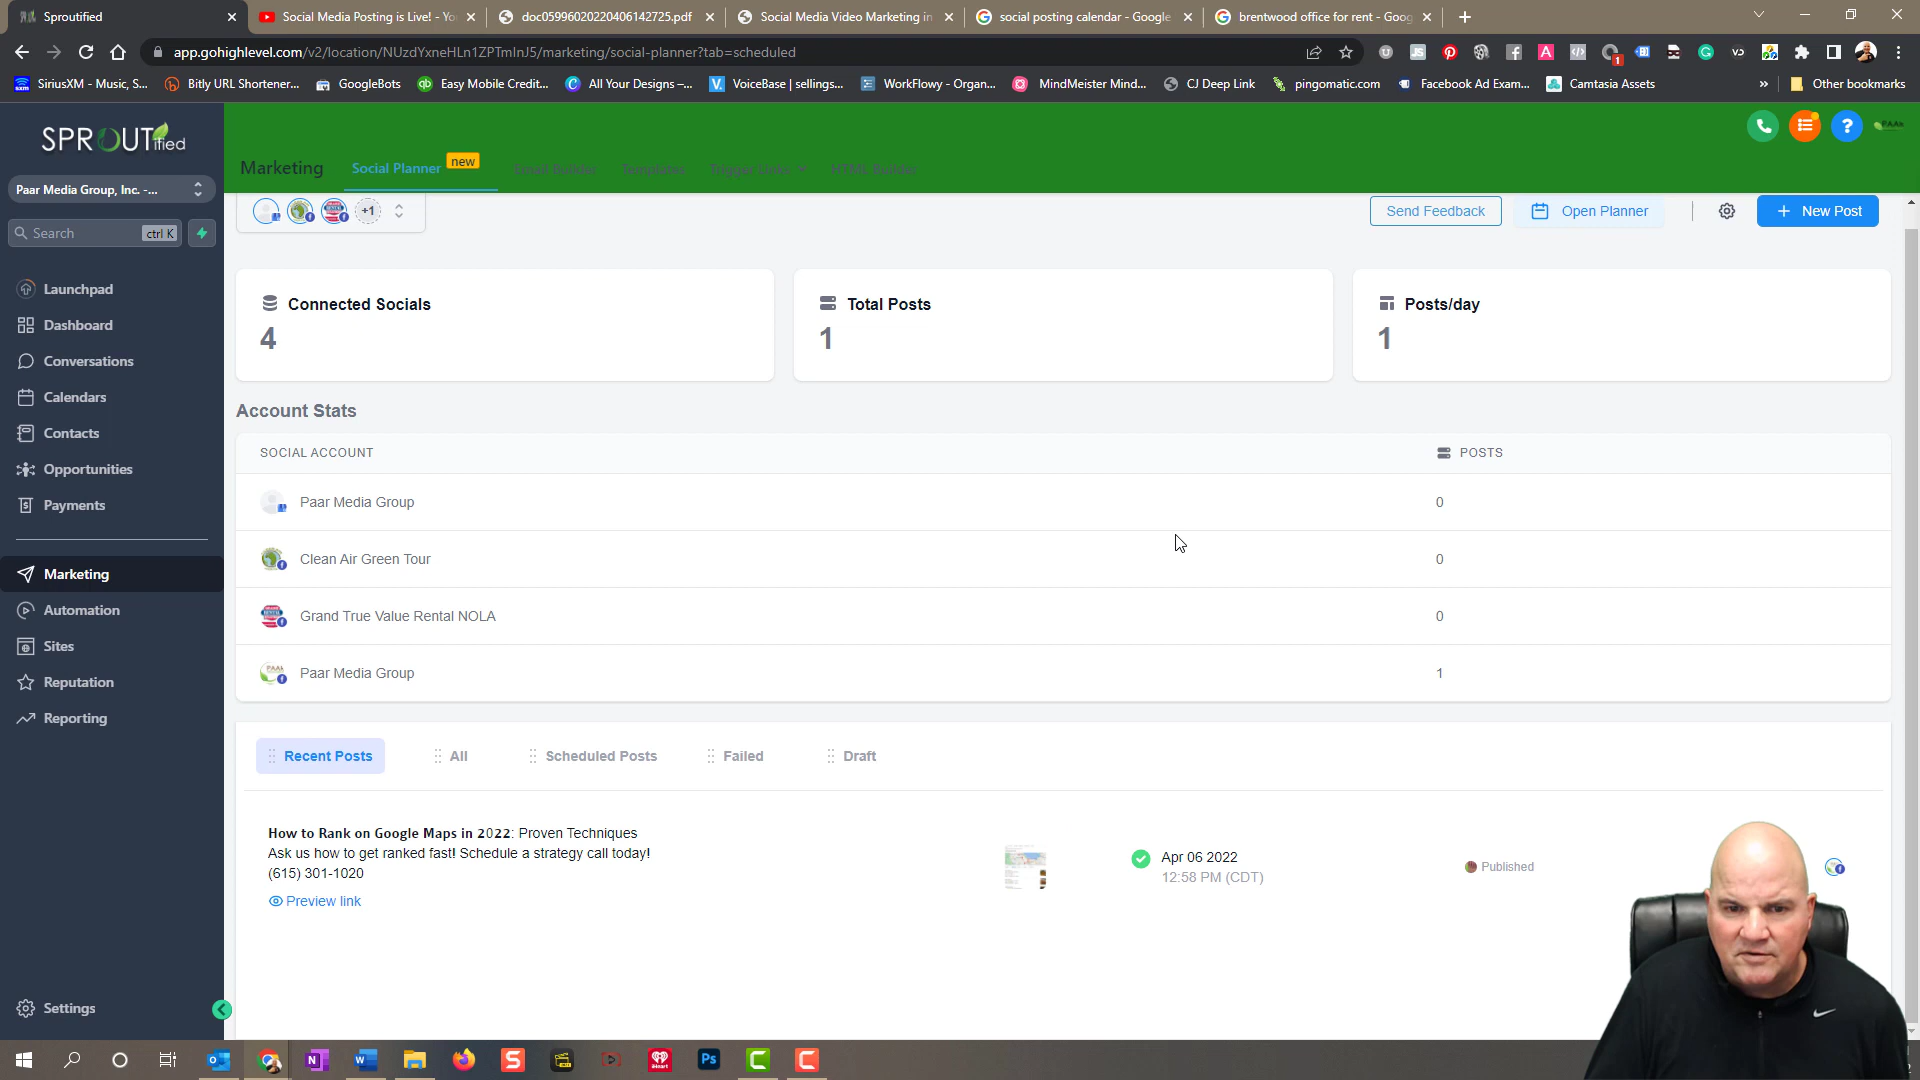 Sproutified
Social Media Posting is Live! - Yo
doc05996020220406142725.pdf
Social Media Video Marketing in
social posting calendar - Google
brentwood office for rent - Goog
app.gohighlevel.com/v2/location/NUzdYxneHLn1ZPTmInJ5/marketing/social-planner?tab=scheduled
SiriusXM - Music, S...
Bitly URL Shortener...
GoogleBots
Easy Mobile Credit...
All Your Designs –...
VoiceBase | sellings...
WorkFlowy - Organ...
MindMeister Mind...
CJ Deep Link
pingomatic.com
Facebook Ad Exam...
Camtasia Assets
»
Other bookmarks
SPROUTified
Marketing
Social Planner
new
Email Builder
Templates
Trigger Links
HTML Builder
Paar Media Group, Inc. -...
+1
Send Feedback
Open Planner
+ New Post
Search
ctrl K
Launchpad
Dashboard
Conversations
Calendars
Contacts
Opportunities
Payments
Marketing
Automation
Sites
Reputation
Reporting
Settings
Connected Socials
4
Total Posts
1
Posts/day
1
Account Stats
SOCIAL ACCOUNT
POSTS
Paar Media Group
0
Clean Air Green Tour
0
Grand True Value Rental NOLA
0
Paar Media Group
1
Recent Posts
All
Scheduled Posts
Failed
Draft
How to Rank on Google Maps in 2022: Proven Techniques
Ask us how to get ranked fast! Schedule a strategy call today!
(615) 301-1020
Preview link
Apr 06 2022
12:58 PM (CDT)
Published